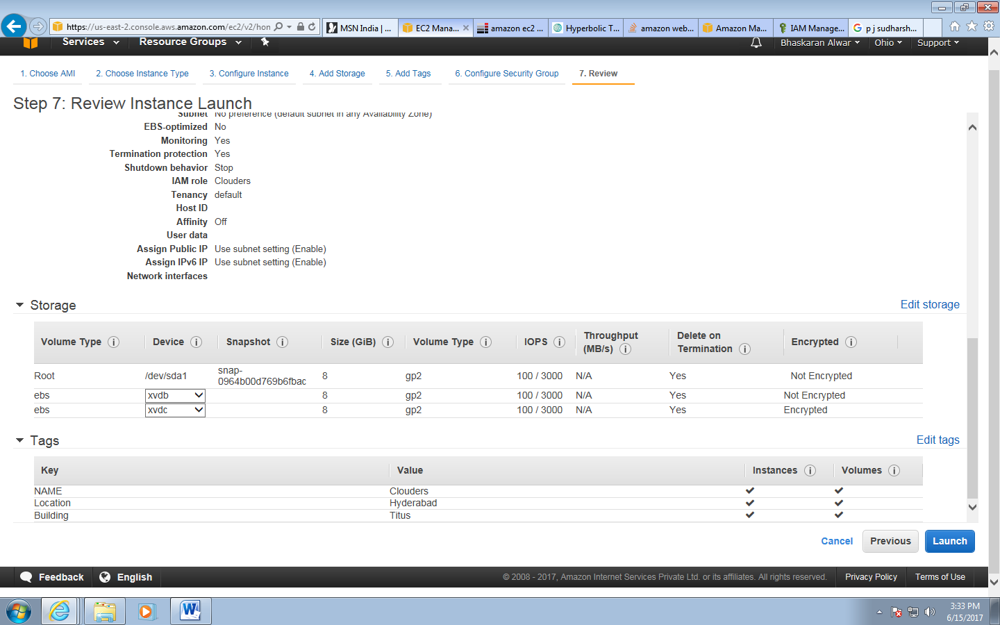 https://us-east-2.console.aws.amazon.com/ec2/v2/hon
MSN India | ...
EC2 Mana...
amazon ec2 ...
Hyperbolic T...
amazon web...
Amazon Ma...
IAM Manage...
p j sudharsh...
Services
Resource Groups
Bhaskaran Alwar
Ohio
Support
1. Choose AMI
2. Choose Instance Type
3. Configure Instance
4. Add Storage
5. Add Tags
6. Configure Security Group
7. Review
Step 7: Review Instance Launch
Subnet No preference (default subnet in any Availability Zone)
EBS-optimized No
Monitoring Yes
Termination protection Yes
Shutdown behavior Stop
IAM role Clouders
Tenancy default
Host ID
Affinity Off
User data
Assign Public IP Use subnet setting (Enable)
Assign IPv6 IP Use subnet setting (Enable)
Network interfaces
Storage
Edit storage
Volume Type Device Snapshot Size (GiB) Volume Type IOPS Throughput (MB/s) Delete on Termination Encrypted
Root /dev/sda1 snap-0964b00d769b6fbac 8 gp2 100 / 3000 N/A Yes Not Encrypted
ebs xvdb 8 gp2 100 / 3000 N/A Yes Not Encrypted
ebs xvdc 8 gp2 100 / 3000 N/A Yes Encrypted
Tags
Edit tags
Key Value Instances Volumes
NAME Clouders
Location Hyderabad
Building Titus
Cancel
Previous
Launch
Feedback
English
© 2008 - 2017, Amazon Internet Services Private Ltd. or its affiliates. All rights reserved.
Privacy Policy
Terms of Use
3:33 PM
6/15/2017